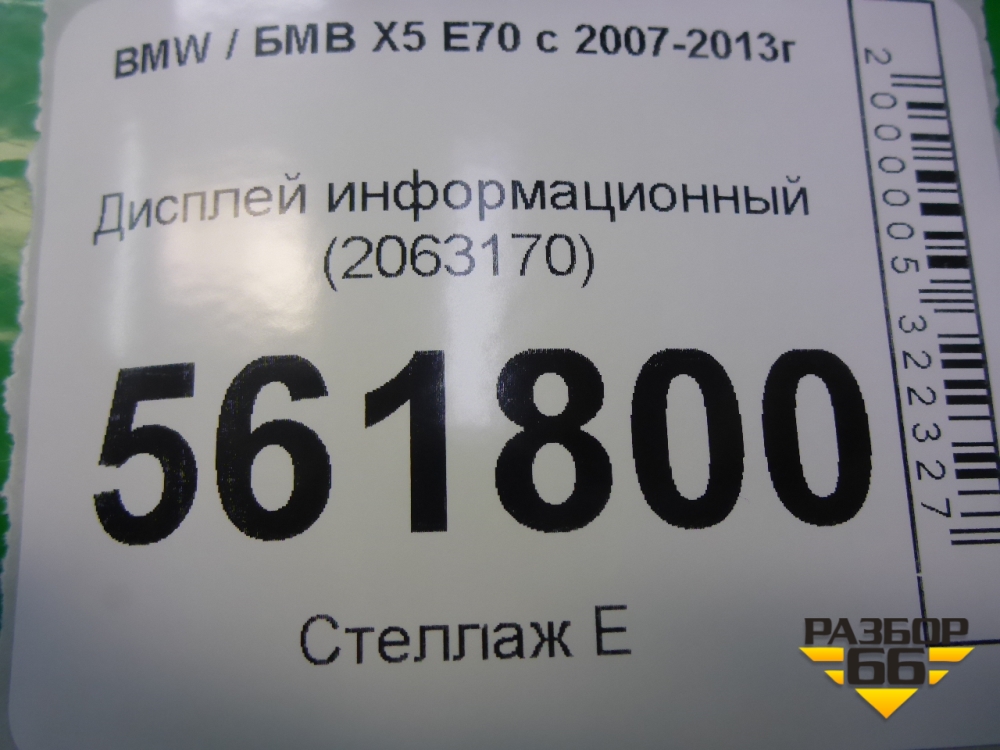 BMW / БМВ X5 E70 с 2007-2013г
Дисплей информационный
(2063170)
561800
Стеллаж Е
2000005322327
РАЗБОР
66